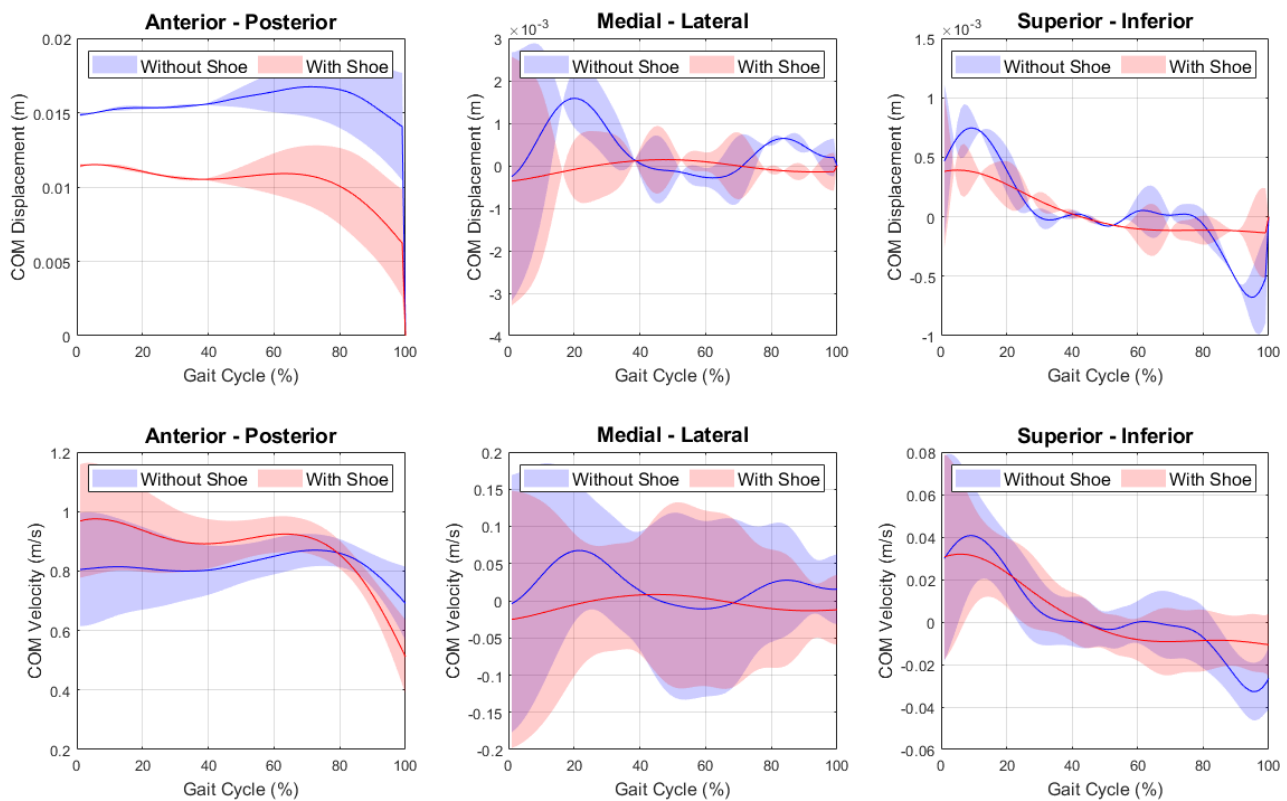 Anterior - Posterior
Without Shoe With Shoe
COM Displacement (m)
0.02
0.015
0.01
0.005
0
0 20 40 60 80 100
Gait Cycle (%)
Medial - Lateral
×10-3
Without Shoe With Shoe
COM Displacement (m)
3
2
1
0
-1
-2
-3
-4
0 20 40 60 80 100
Gait Cycle (%)
Superior - Inferior
×10-3
Without Shoe With Shoe
COM Displacement (m)
1.5
1
0.5
0
-0.5
-1
0 20 40 60 80 100
Gait Cycle (%)
Anterior - Posterior
Without Shoe With Shoe
COM Velocity (m/s)
1.2
1
0.8
0.6
0.4
0.2
0 20 40 60 80 100
Gait Cycle (%)
Medial - Lateral
Without Shoe With Shoe
COM Velocity (m/s)
0.2
0.15
0.1
0.05
0
-0.05
-0.1
-0.15
-0.2
0 20 40 60 80 100
Gait Cycle (%)
Superior - Inferior
Without Shoe With Shoe
COM Velocity (m/s)
0.08
0.06
0.04
0.02
0
-0.02
-0.04
-0.06
0 20 40 60 80 100
Gait Cycle (%)